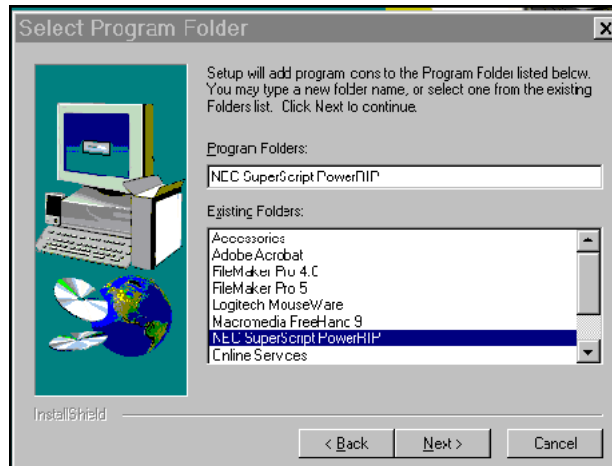 Select Program Folder
Setup will add program icons to the Program Folder listed below.
You may type a new folder name, or select one from the existing
Folders list. Click Next to continue.
Program Folders:
NEC SuperScript PowerRIP
Existing Folders:
Accessories
Adobe Acrobat
FileMaker Pro 4.0
FileMaker Pro 5
Logitech MouseWare
Macromedia FreeHand 9
NEC SuperScript PowerRIP
Online Services
InstallShield
< Back
Next >
Cancel